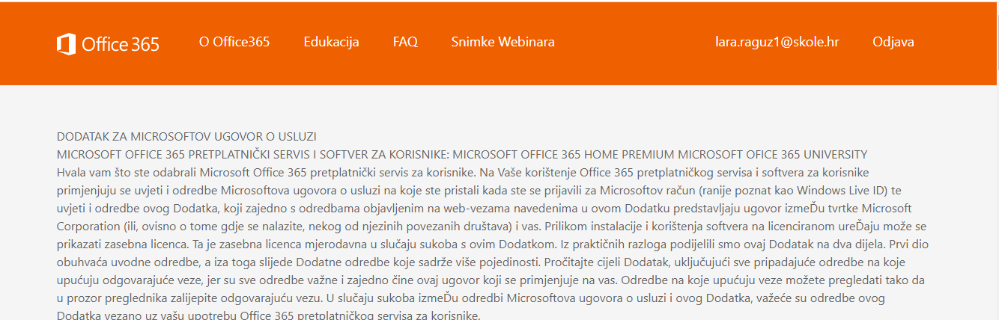 Office 365 O Office365 Edukacija FAQ Snimke Webinara lara.raguz1@skole.hr Odjava
DODATAK ZA MICROSOFTOV UGOVOR O USLUZI
MICROSOFT OFFICE 365 PRETPLATNIČKI SERVIS I SOFTVER ZA KORISNIKE: MICROSOFT OFFICE 365 HOME PREMIUM MICROSOFT OFICE 365 UNIVERSITY
Hvala vam što ste odabrali Microsoft Office 365 pretplatnički servis za korisnike. Na Vaše korištenje Office 365 pretplatničkog servisa i softvera za korisnike
primjenjuju se uvjeti i odredbe Microsoftova ugovora o usluzi na koje ste pristali kada ste se prijavili za Microsoftov račun (ranije poznat kao Windows Live ID) te
uvjeti i odredbe ovog Dodatka, koji zajedno s odredbama objavljenim na web-vezama navedenima u ovom Dodatku predstavljaju ugovor izmeĎu tvrtke Microsoft
Corporation (ili, ovisno o tome gdje se nalazite, nekog od njezinih povezanih društava) i vas. Prilikom instalacije i korištenja softvera na licenciranom ureĎaju može se
prikazati zasebna licenca. Ta je zasebna licenca mjerodavna u slučaju sukoba s ovim Dodatkom. Iz praktičnih razloga podijelili smo ovaj Dodatak na dva dijela. Prvi dio
obuhvaća uvodne odredbe, a iza toga slijede Dodatne odredbe koje sadrže više pojedinosti. Pročitajte cijeli Dodatak, uključujući sve pripadajuće odredbe na koje
upućuju odgovarajuće veze, jer su sve odredbe važne i zajedno čine ovaj ugovor koji se primjenjuje na vas. Odredbe na koje upućuju veze možete pregledati tako da
u prozor preglednika zalijepite odgovarajuću vezu. U slučaju sukoba izmeĎu odredbi Microsoftova ugovora o usluzi i ovog Dodatka, važeće su odredbe ovog
Dodatka vezano uz vašu upotrebu Office 365 pretplatničkog servisa za korisnike.